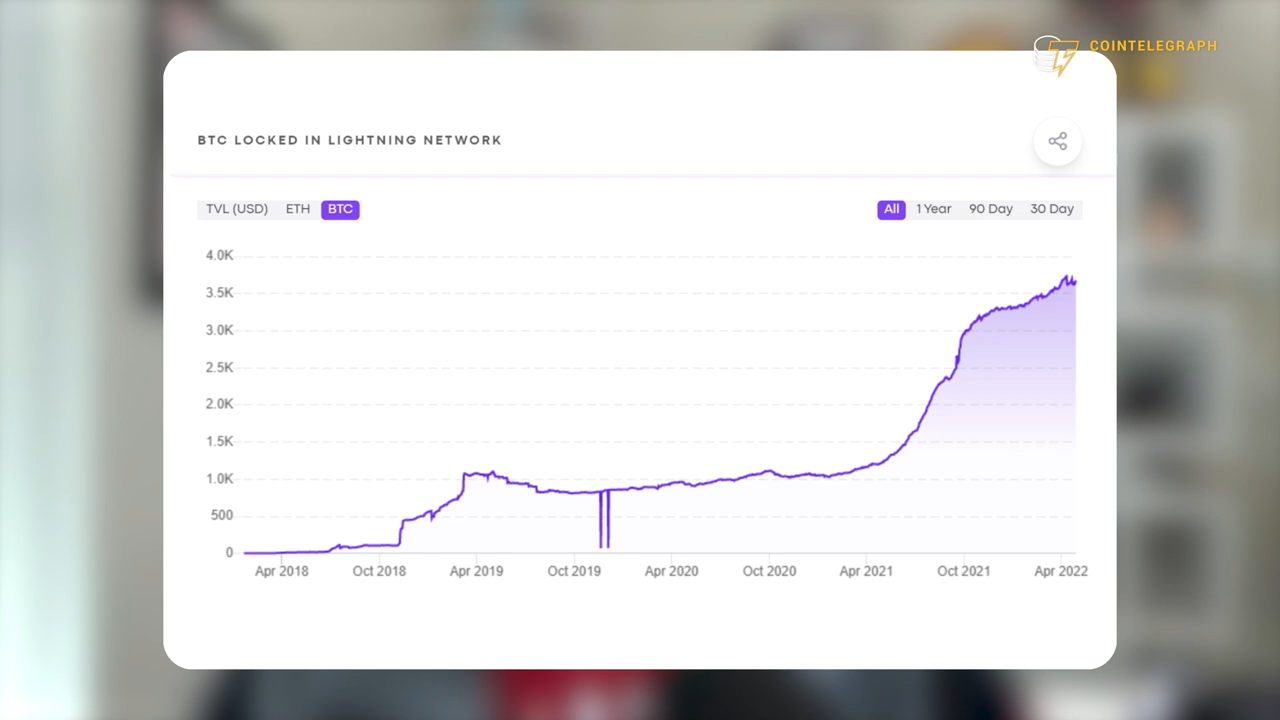 COINTELEGRAPH
BTC LOCKED IN LIGHTNING NETWORK
TVL (USD) ETH BTC
All 1 Year 90 Day 30 Day
4.0K
3.5K
3.0K
2.5K
2.0K
1.5K
1.0K
500
0
Apr 2018 Oct 2018 Apr 2019 Oct 2019 Apr 2020 Oct 2020 Apr 2021 Oct 2021 Apr 2022